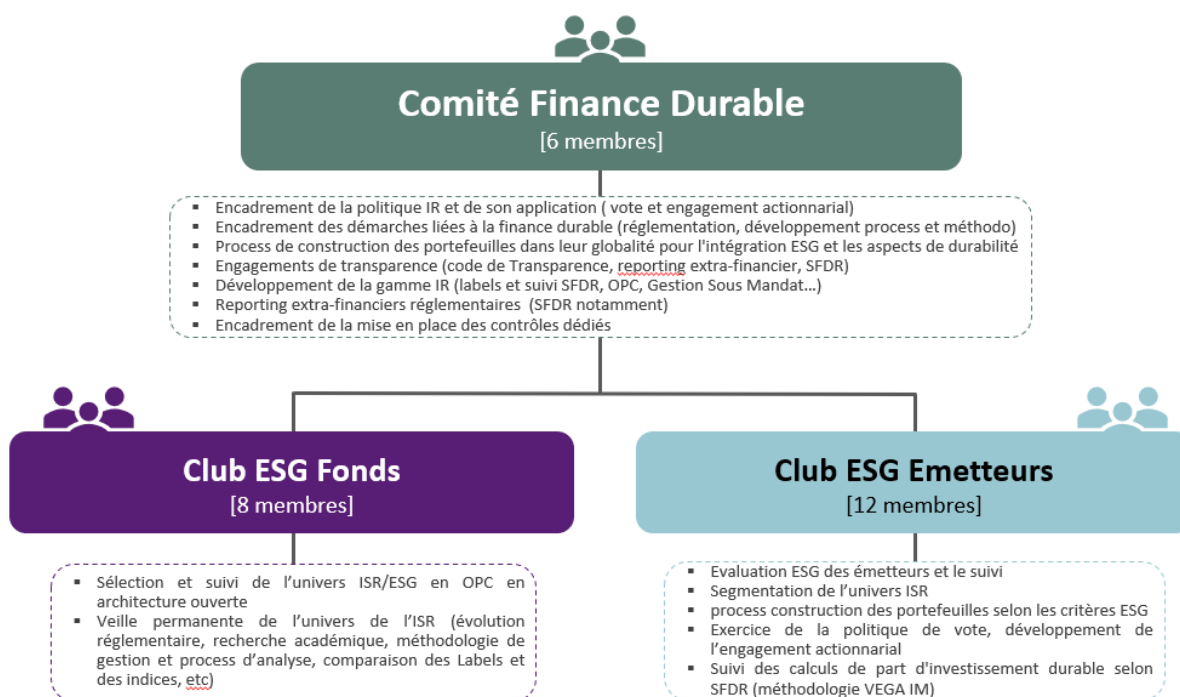 Comité Finance Durable
[6 membres]
▪ Encadrement de la politique IR et de son application ( vote et engagement actionnarial)
▪ Encadrement des démarches liées à la finance durable (réglementation, développement process et méthodo)
▪ Process de construction des portefeuilles dans leur globalité pour l'intégration ESG et les aspects de durabilité
▪ Engagements de transparence (code de Transparence, reporting extra-financier, SFDR)
▪ Développement de la gamme IR (labels et suivi SFDR, OPC, Gestion Sous Mandat…)
▪ Reporting extra-financiers réglementaires (SFDR notamment)
▪ Encadrement de la mise en place des contrôles dédiés
Club ESG Fonds
[8 membres]
▪ Sélection et suivi de l’univers ISR/ESG en OPC en
architecture ouverte
▪ Veille permanente de l’univers de l’ISR (évolution
réglementaire, recherche académique, méthodologie de
gestion et process d’analyse, comparaison des Labels et
des indices, etc)
Club ESG Emetteurs
[12 membres]
▪ Evaluation ESG des émetteurs et le suivi
▪ Segmentation de l’univers ISR
▪ process construction des portefeuilles selon les critères ESG
▪ Exercice de la politique de vote, développement de
l’engagement actionnarial
▪ Suivi des calculs de part d'investissement durable selon
SFDR (méthodologie VEGA IM)